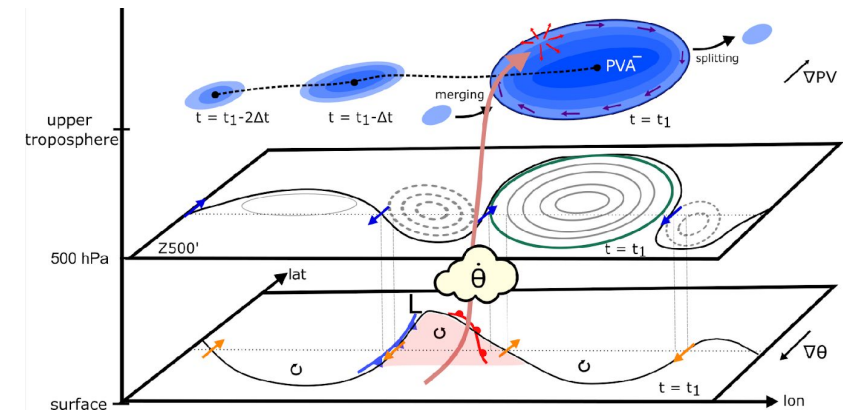 PVA⁻
splitting
∇PV
merging
t = t₁-2Δt
t = t₁-Δt
t = t₁
upper
troposphere
Z500'
t = t₁
500 hPa
lat
θ̇
L
∇θ
t = t₁
surface
lon